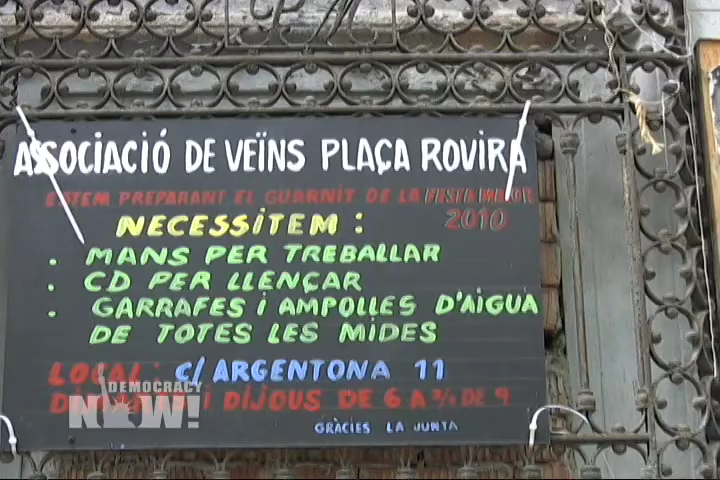 ASSOCIACIÓ DE VEÏNS PLAÇA ROVIRA
ESTEM PREPARANT EL GUARNIT DE LA FESTA MAJOR
2010
NECESSITEM :
. MANS PER TREBALLAR
. CD PER LLENÇAR
. GARRAFES i AMPOLLES D'AIGUA
DE TOTES LES MIDES
LOCAL : C/ ARGENTONA 11
i DIJOUS DE 6 A ¾ DE 9
GRÀCIES LA JUNTA
DEMOCRACY
NOW!